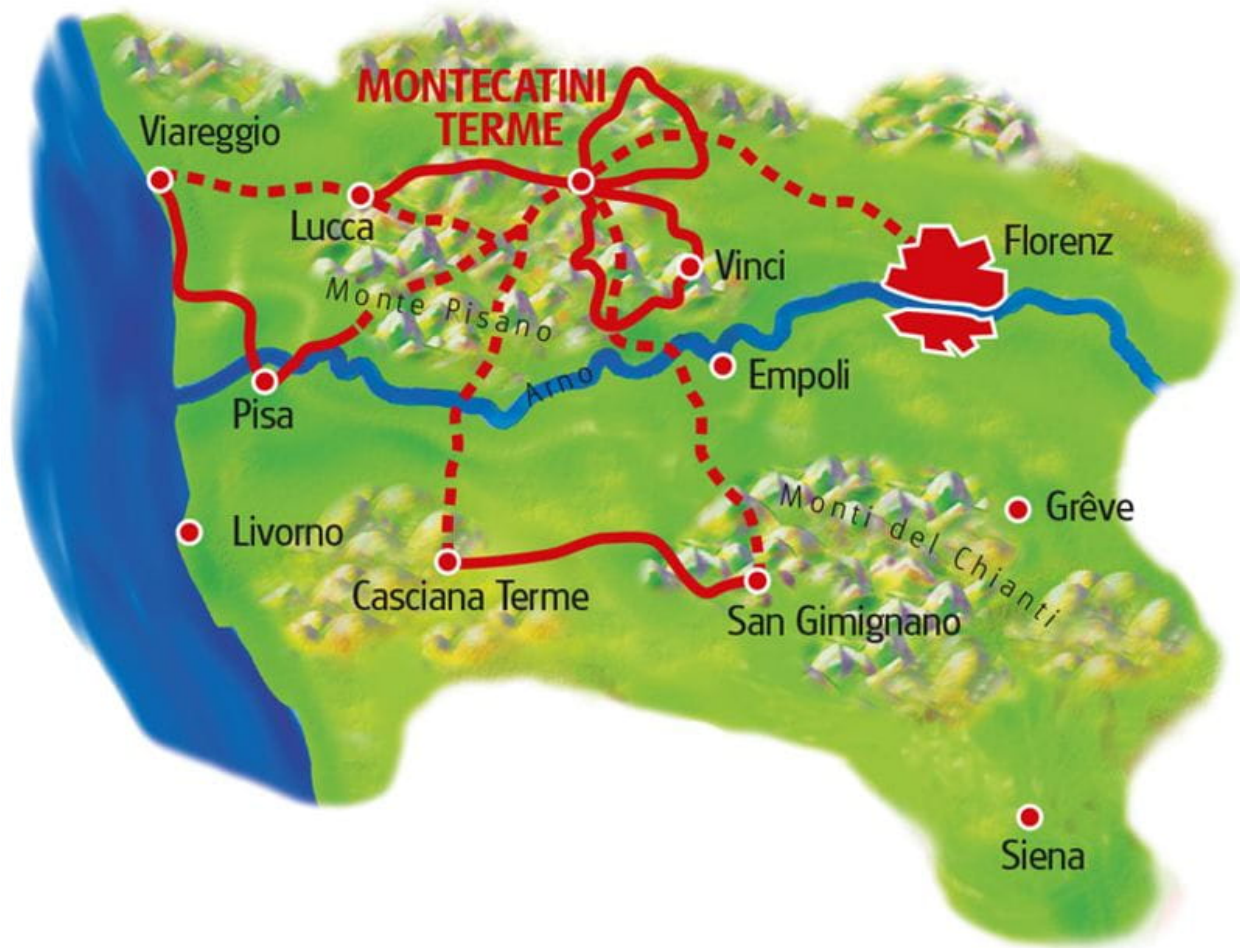 MONTECATINI
TERME
Viareggio
Lucca
Florenz
Vinci
Monte Pisano
Arno
Empoli
Pisa
Monti del Chianti
Grêve
Livorno
Casciana Terme
San Gimignano
Siena